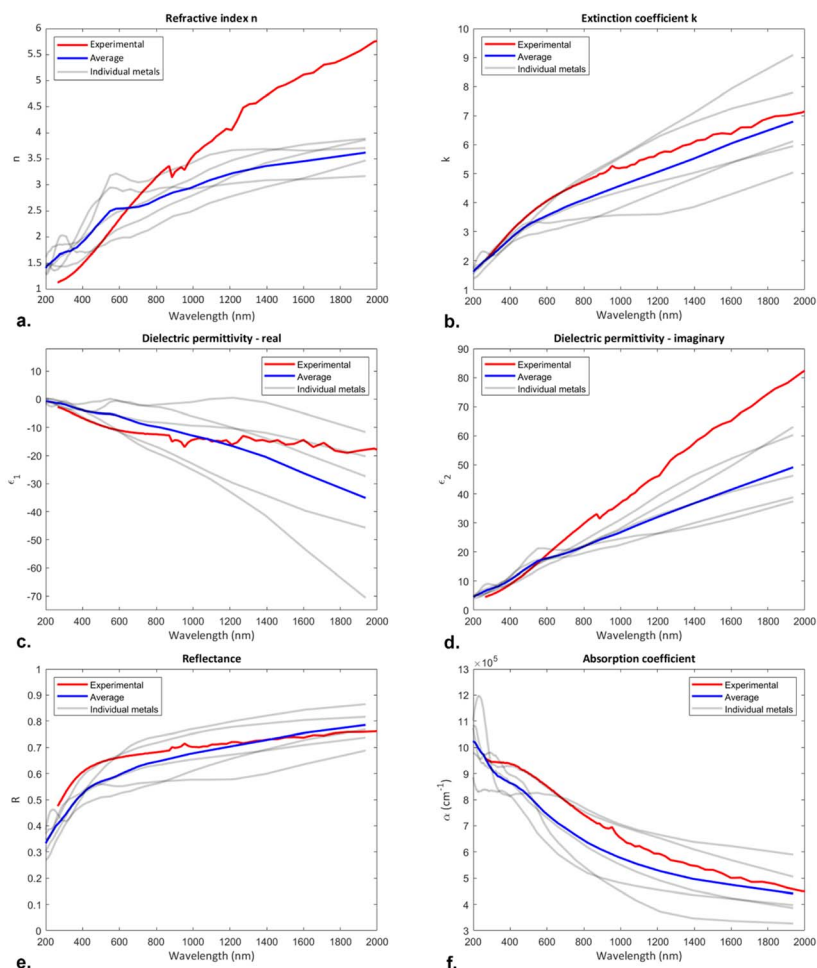 Refractive index n
6
5.5
5
4.5
4
3.5
3
2.5
2
1.5
1
n
Experimental
Average
Individual metals
200 400 600 800 1000 1200 1400 1600 1800 2000
Wavelength (nm)
a.
Extinction coefficient k
10
9
8
7
6
5
4
3
2
1
k
Experimental
Average
Individual metals
200 400 600 800 1000 1200 1400 1600 1800 2000
Wavelength (nm)
b.
Dielectric permittivity - real
10
0
-10
-20
-30
-40
-50
-60
-70
ϵ1
Experimental
Average
Individual metals
200 400 600 800 1000 1200 1400 1600 1800 2000
Wavelength (nm)
c.
Dielectric permittivity - imaginary
90
80
70
60
50
40
30
20
10
0
ϵ2
Experimental
Average
Individual metals
200 400 600 800 1000 1200 1400 1600 1800 2000
Wavelength (nm)
d.
Reflectance
1
0.9
0.8
0.7
0.6
0.5
0.4
0.3
0.2
0.1
0
R
Experimental
Average
Individual metals
200 400 600 800 1000 1200 1400 1600 1800 2000
Wavelength (nm)
e.
Absorption coefficient
×10^5
13
12
11
10
9
8
7
6
5
4
3
α (cm^-1)
Experimental
Average
Individual metals
200 400 600 800 1000 1200 1400 1600 1800 2000
Wavelength (nm)
f.